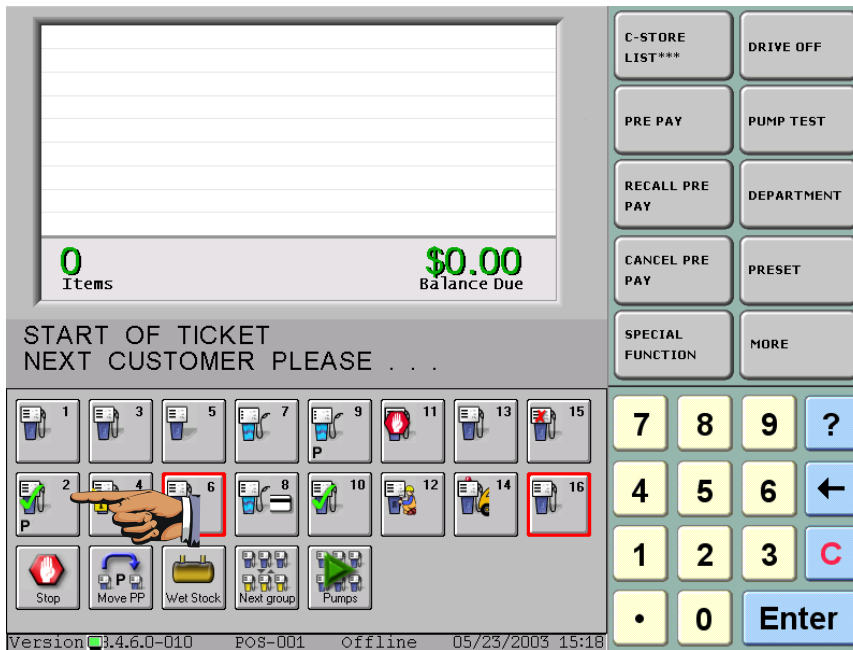 0
Items
$0.00
Balance Due
START OF TICKET
NEXT CUSTOMER PLEASE . . .
C-STORE
LIST***
DRIVE OFF
PRE PAY
PUMP TEST
RECALL PRE
PAY
DEPARTMENT
CANCEL PRE
PAY
PRESET
SPECIAL
FUNCTION
MORE
1
3
5
7
9
P
11
13
15
2
P
4
6
8
10
12
14
16
Stop
P
Move PP
Wet Stock
Next group
Pumps
7
8
9
?
4
5
6
←
1
2
3
C
•
0
Enter
Version .4.6.0-010 POS-001 Offline 05/23/2003 15:18